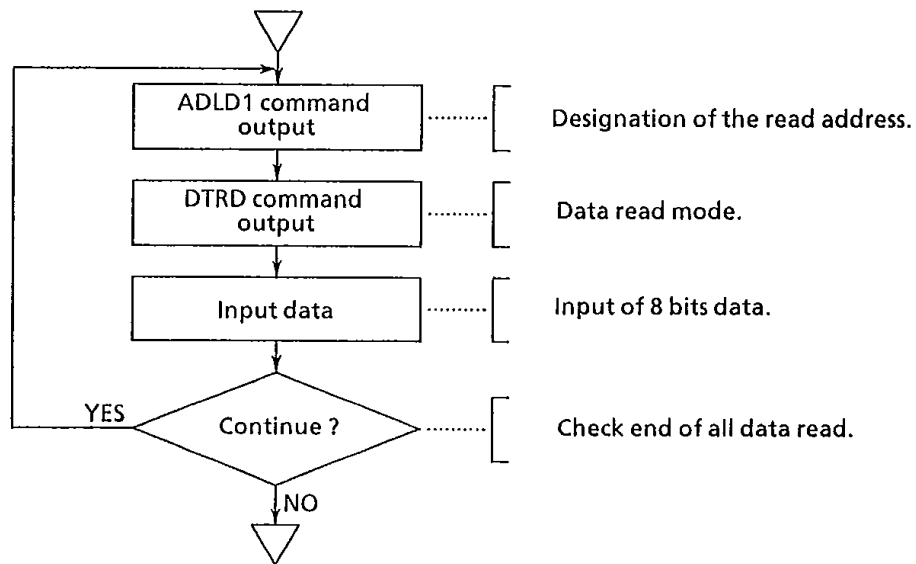 ADLD1 command
output
Designation of the read address.
DTRD command
output
Data read mode.
Input data
Input of 8 bits data.
YES
Continue ?
Check end of all data read.
NO